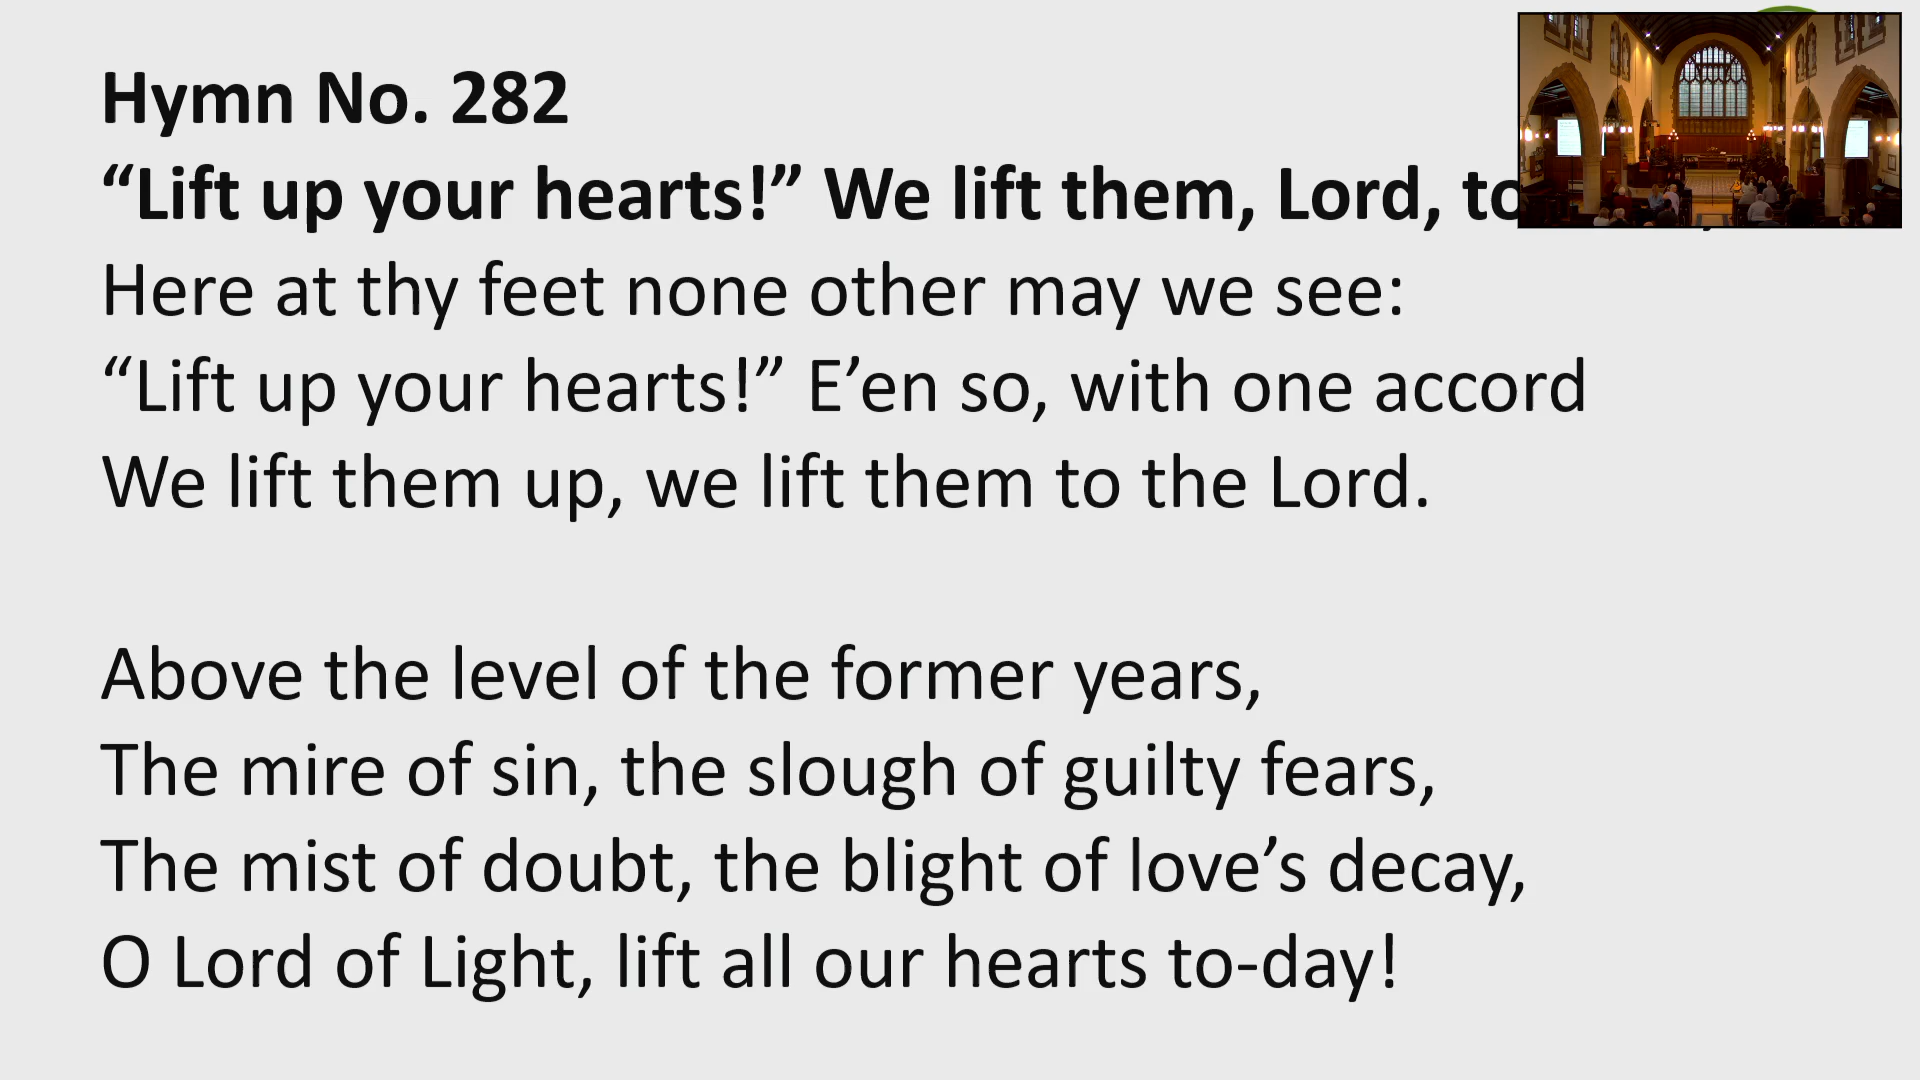 Hymn No. 282
“Lift up your hearts!” We lift them, Lord, to
Here at thy feet none other may we see:
“Lift up your hearts!” E’en so, with one accord
We lift them up, we lift them to the Lord.
Above the level of the former years,
The mire of sin, the slough of guilty fears,
The mist of doubt, the blight of love’s decay,
O Lord of Light, lift all our hearts to-day!